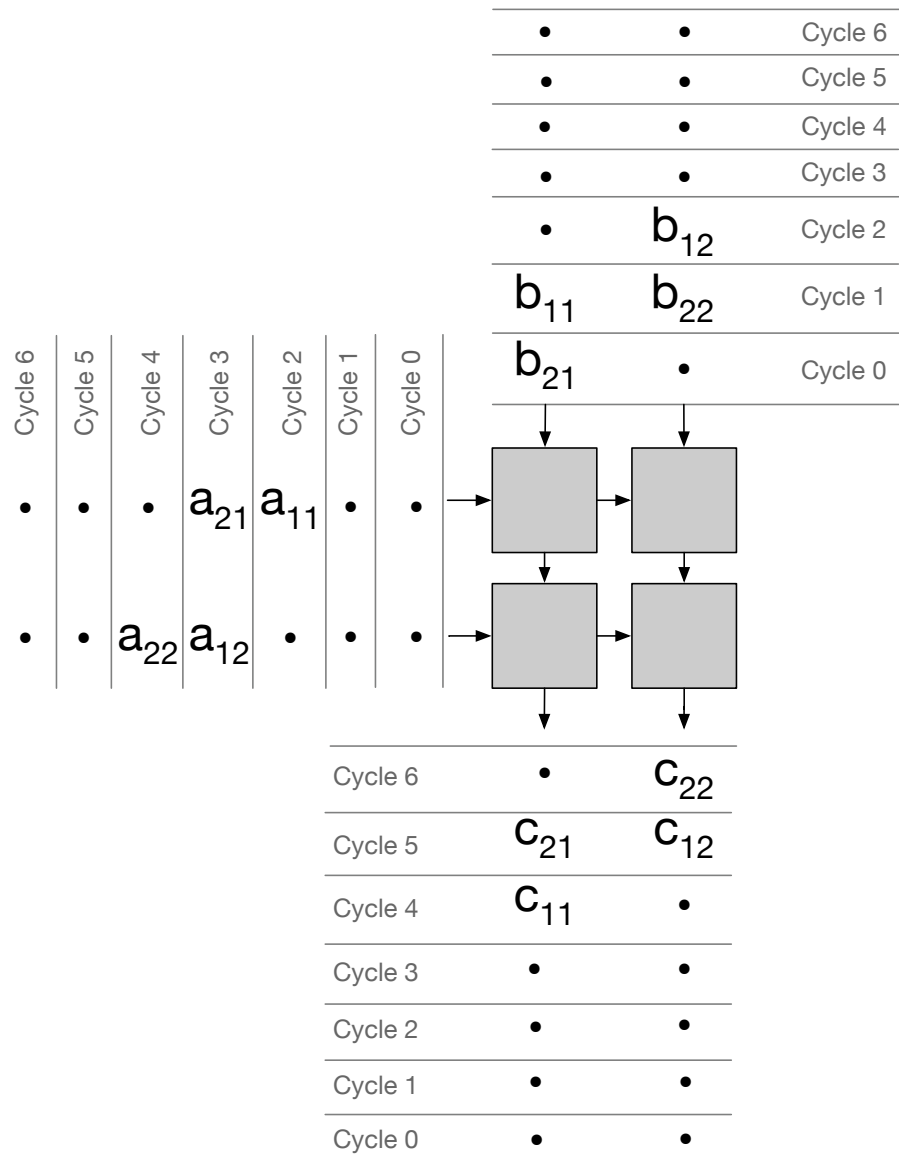 • • Cycle 6
• • Cycle 5
• • Cycle 4
• • Cycle 3
• b12 Cycle 2
b11 b22 Cycle 1
b21 • Cycle 0
Cycle 6 Cycle 5 Cycle 4 Cycle 3 Cycle 2 Cycle 1 Cycle 0
• • • a21 a11 • •
• • a22 a12 • • •
Cycle 6 • c22
Cycle 5 c21 c12
Cycle 4 c11 •
Cycle 3 • •
Cycle 2 • •
Cycle 1 • •
Cycle 0 • •